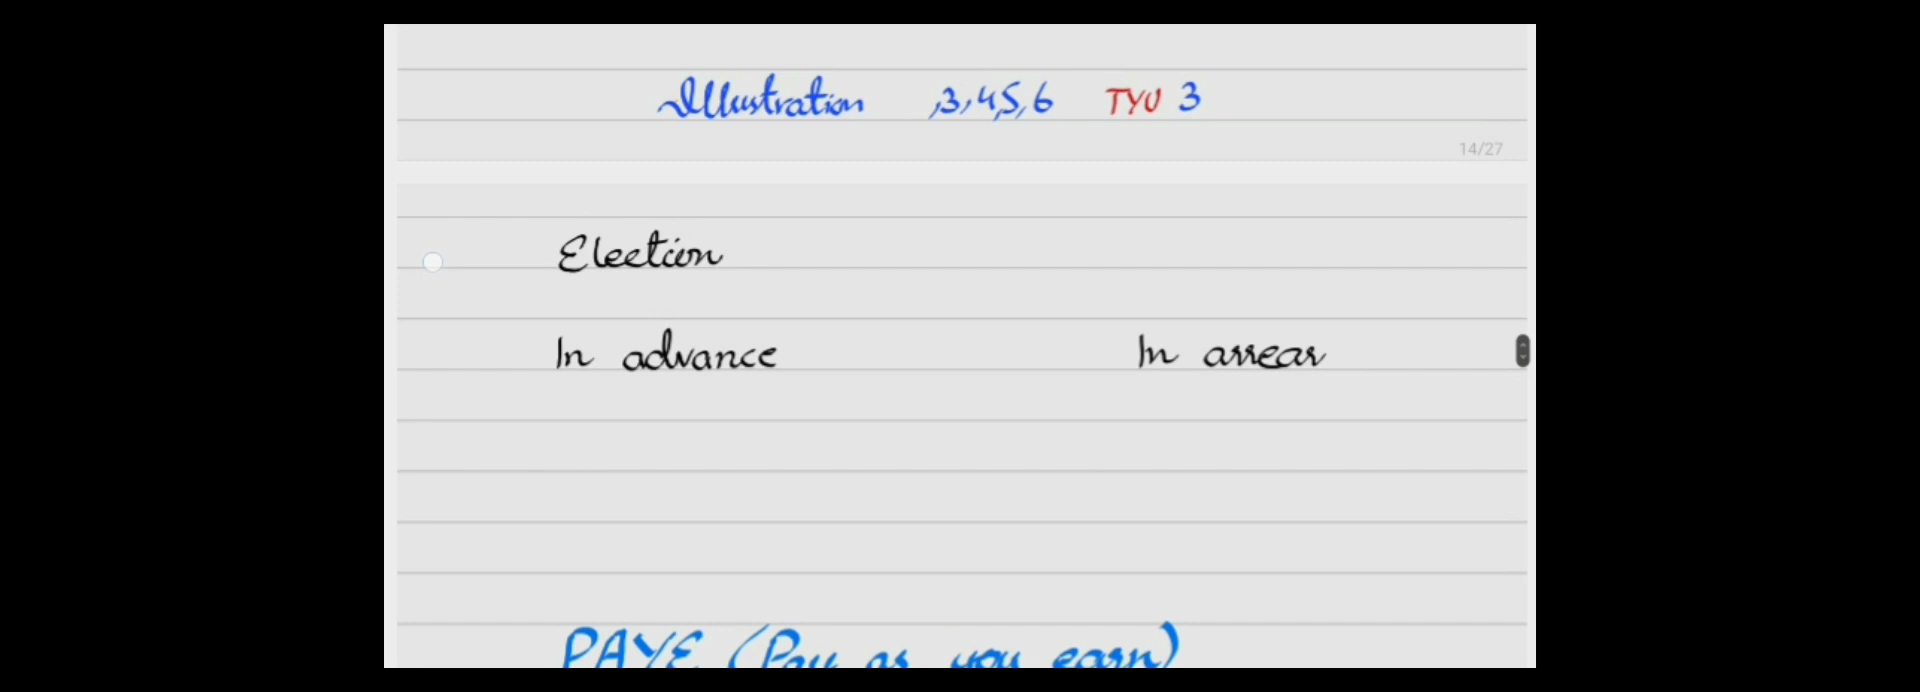 Illustration ,3,4,5,6 TYU 3
14/27
Election
In advance In arrear
PAYE (Pay as you earn)